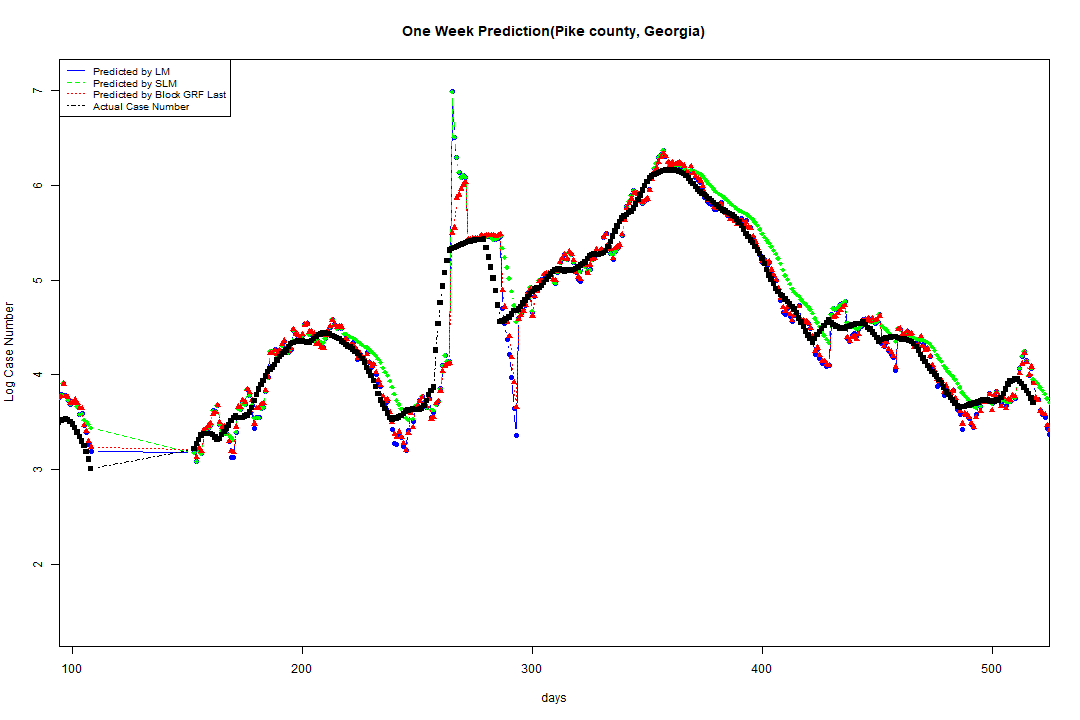 One Week Prediction(Pike county, Georgia)
Predicted by LM
Predicted by SLM
Predicted by Block GRF Last
Actual Case Number
7
6
5
4
3
2
Log Case Number
100 200 300 400 500
days